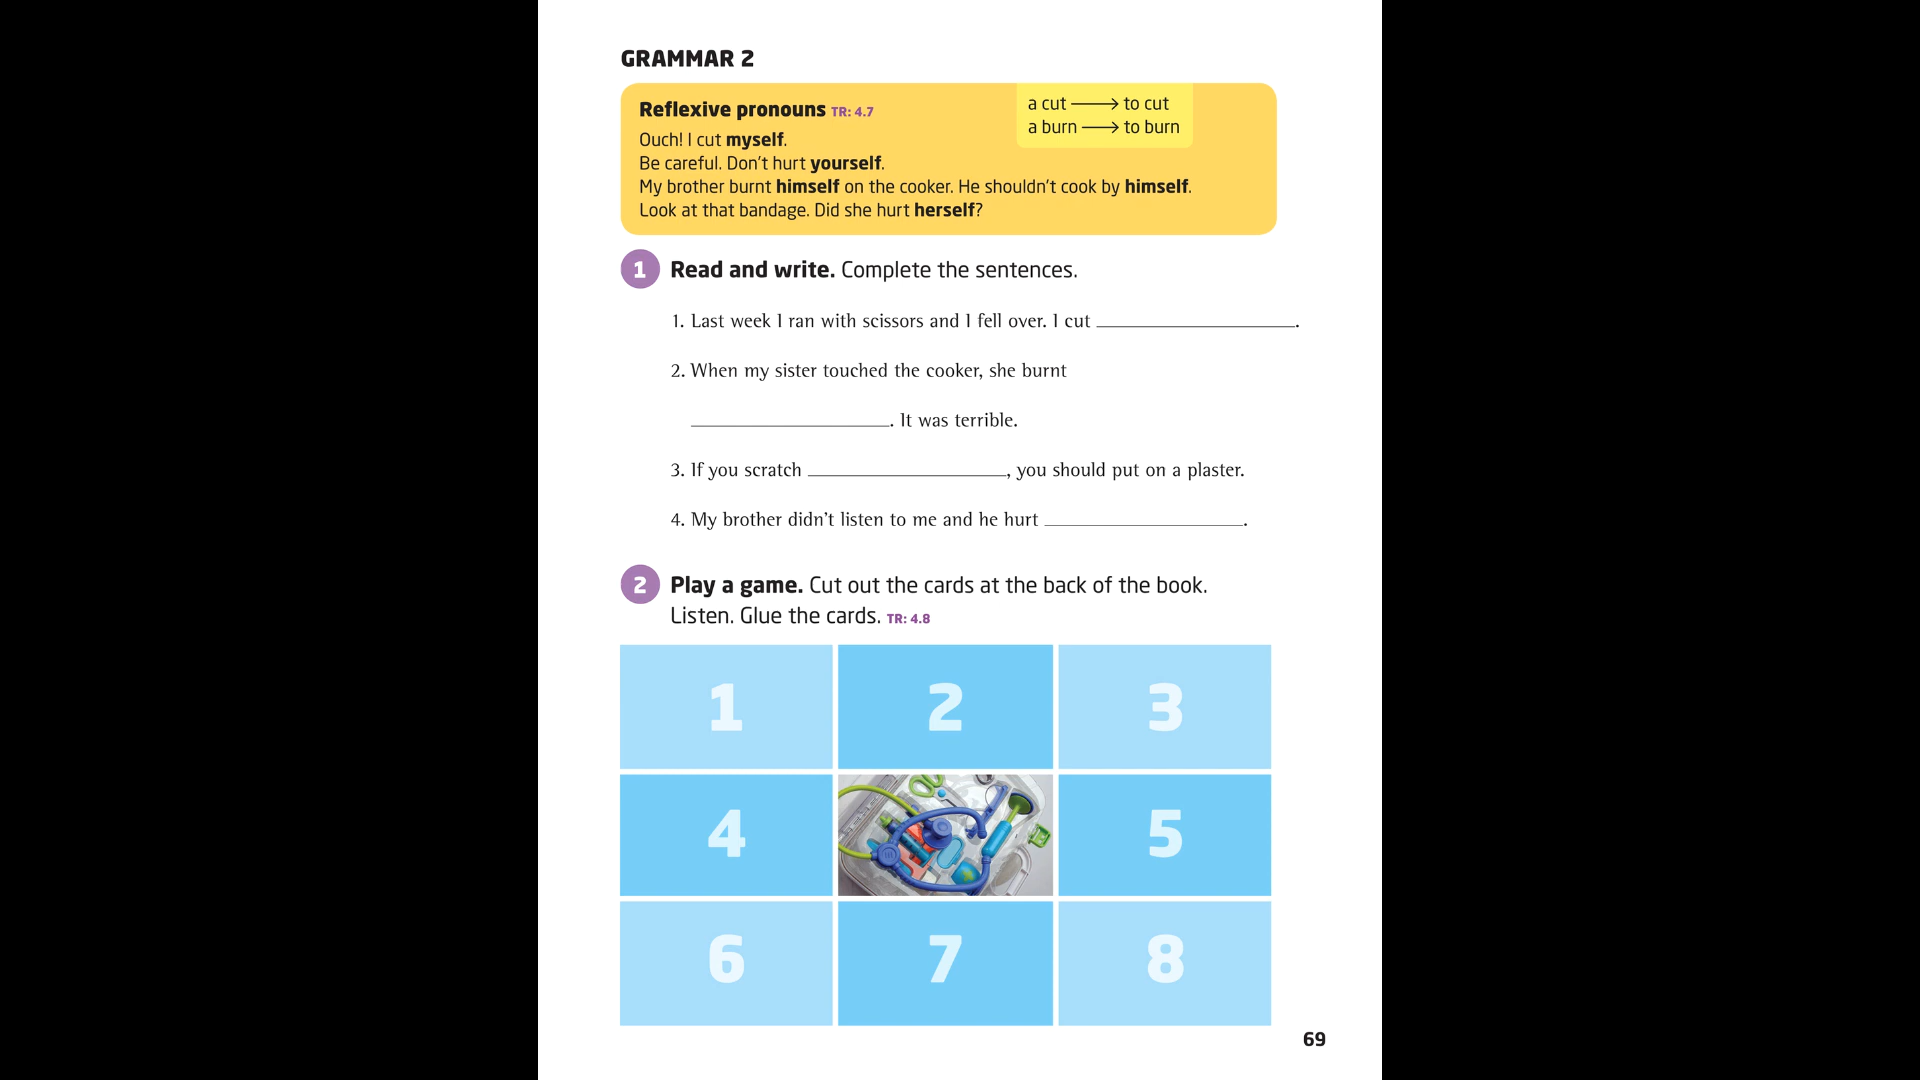 GRAMMAR 2
Reflexive pronouns TR: 4.7
a cut ⟶ to cut
a burn ⟶ to burn
Ouch! I cut myself.
Be careful. Don't hurt yourself.
My brother burnt himself on the cooker. He shouldn't cook by himself.
Look at that bandage. Did she hurt herself?
1 Read and write. Complete the sentences.
1. Last week I ran with scissors and I fell over. I cut ____________________.
2. When my sister touched the cooker, she burnt
____________________. It was terrible.
3. If you scratch ____________________, you should put on a plaster.
4. My brother didn't listen to me and he hurt ____________________.
2 Play a game. Cut out the cards at the back of the book.
Listen. Glue the cards. TR: 4.8
1 2 3
4 5
6 7 8
69